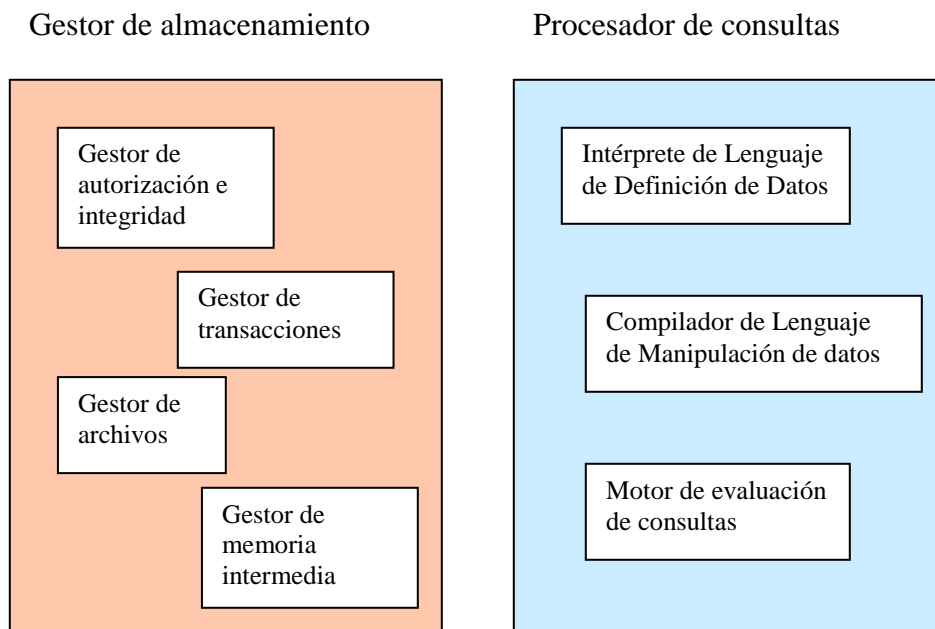 Gestor de almacenamiento
Procesador de consultas
Gestor de
autorización e
integridad
Gestor de
transacciones
Gestor de
archivos
Gestor de
memoria
intermedia
Intérprete de Lenguaje
de Definición de Datos
Compilador de Lenguaje
de Manipulación de datos
Motor de evaluación
de consultas